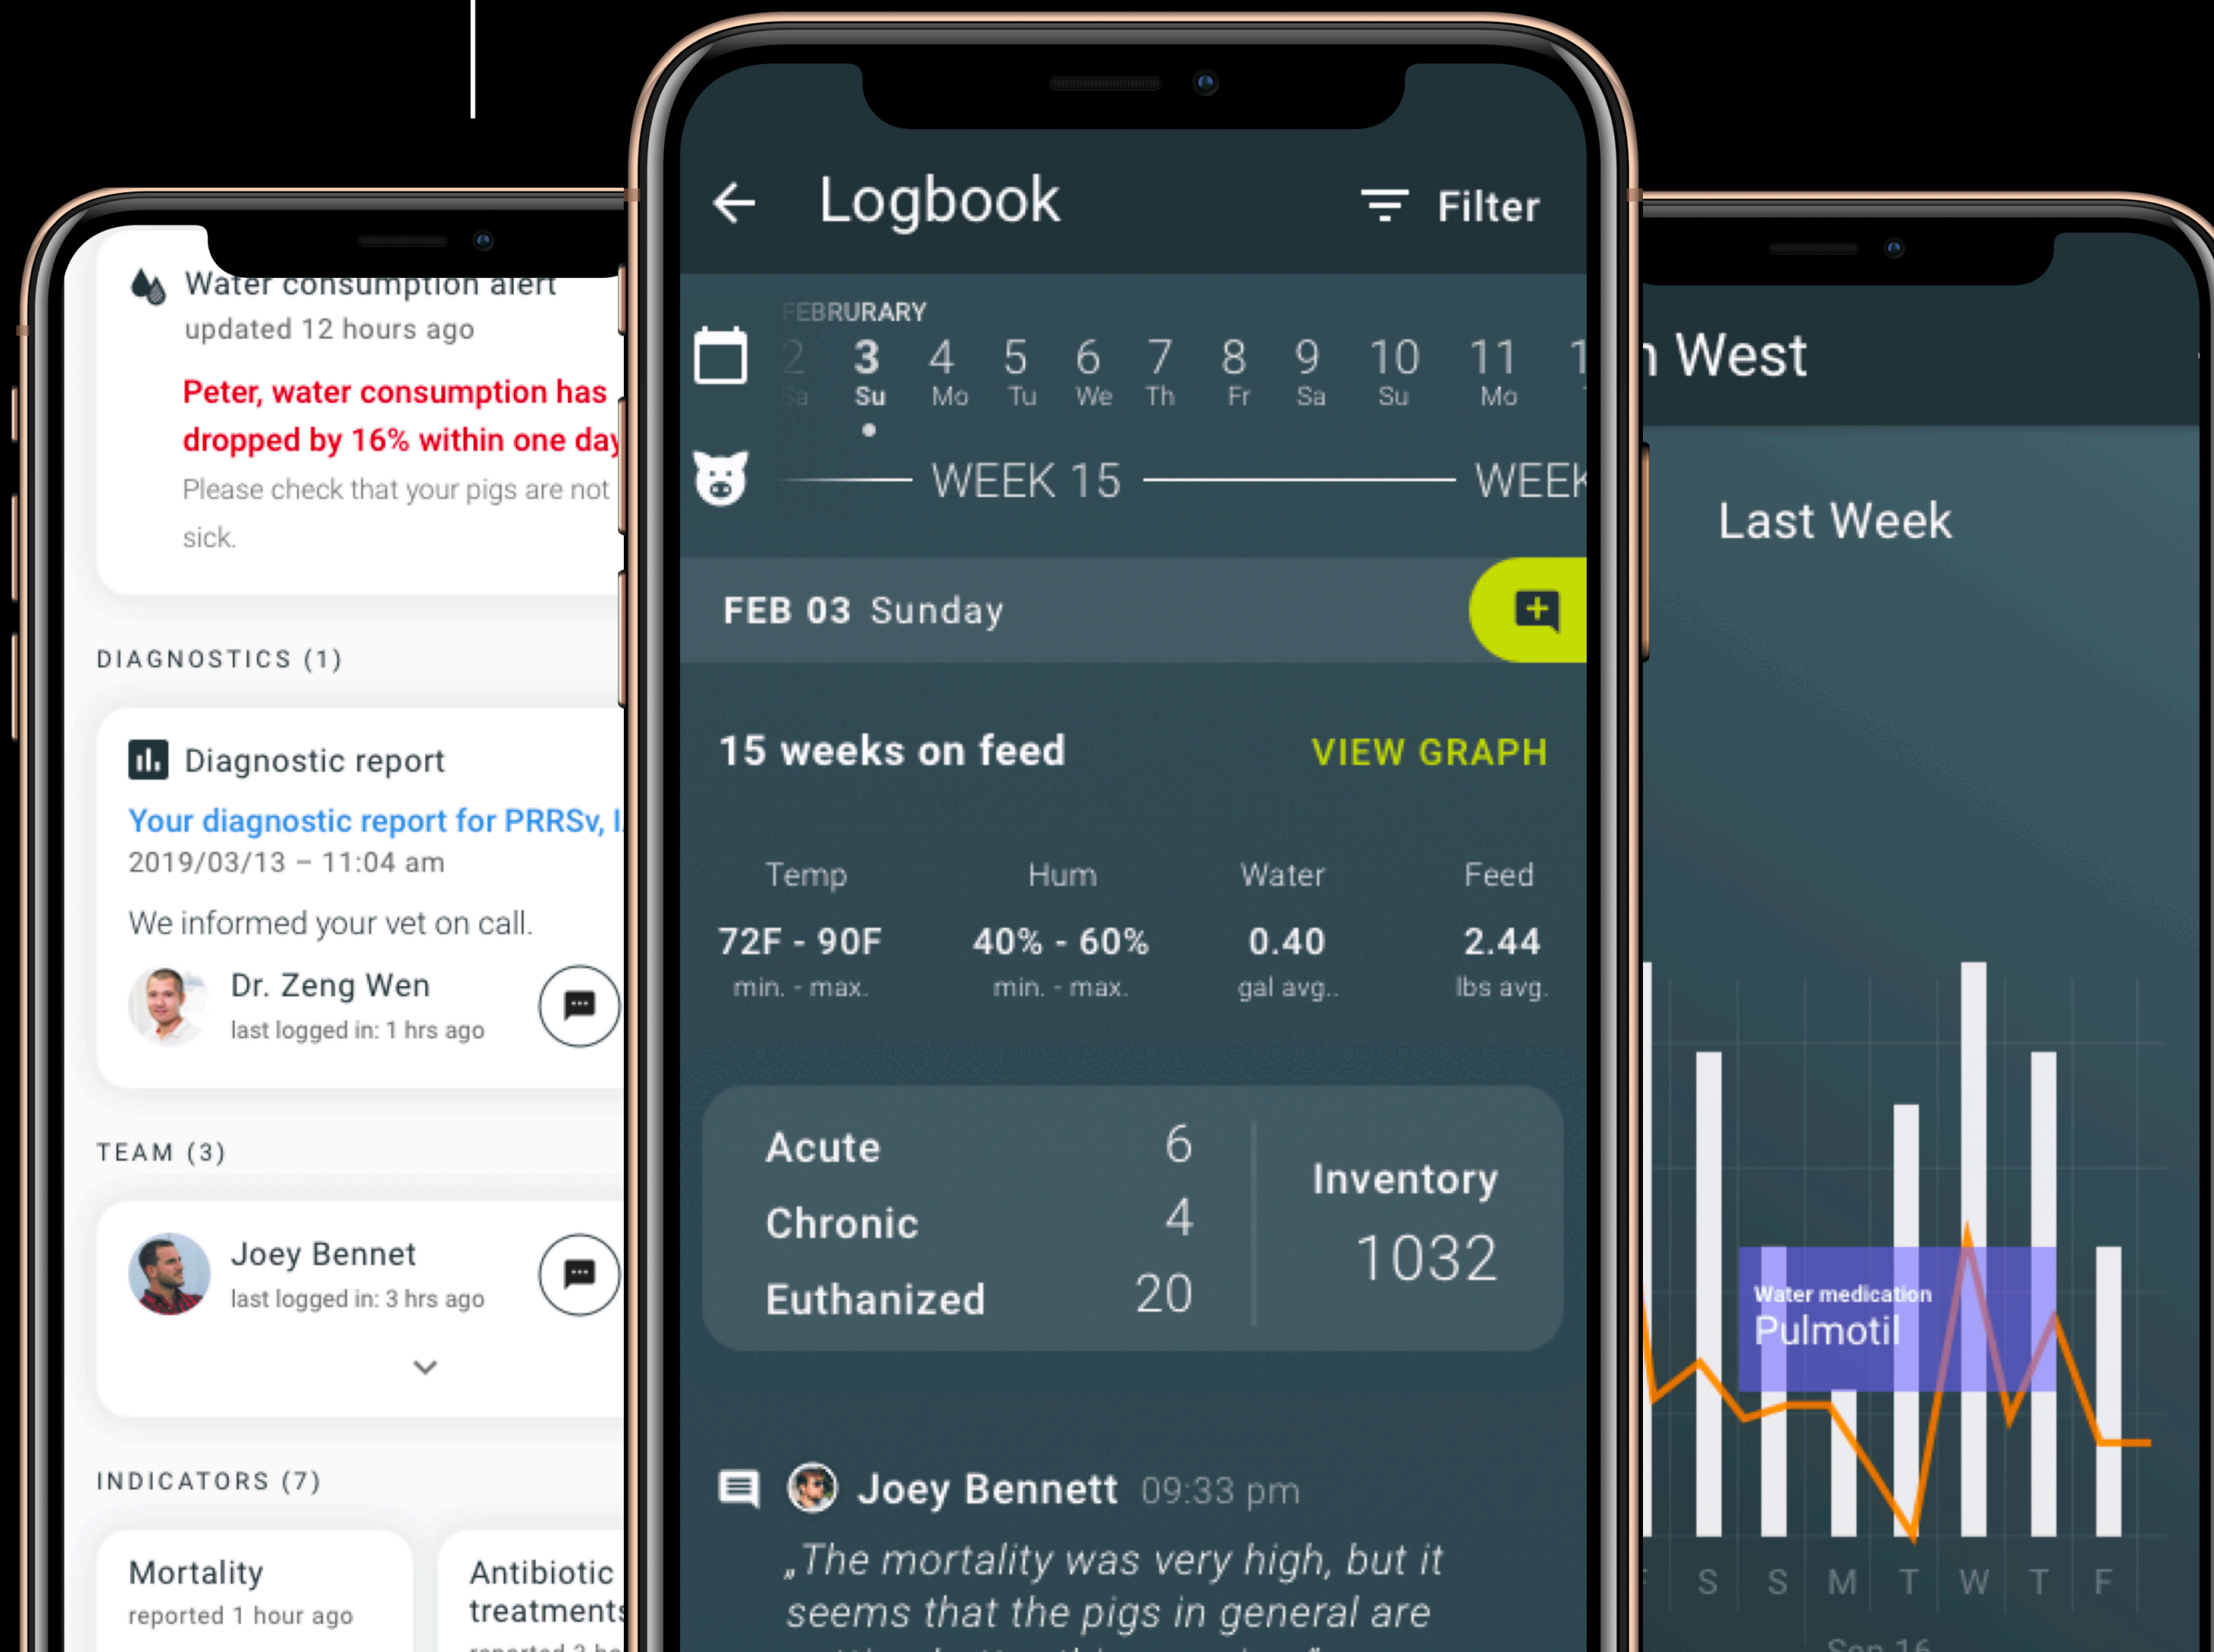 Water consumption alert
updated 12 hours ago
Peter, water consumption has
dropped by 16% within one day
Please check that your pigs are not
sick.
DIAGNOSTICS (1)
Diagnostic report
Your diagnostic report for PRRSv,
2019/03/13 – 11:04 am
We informed your vet on call.
Dr. Zeng Wen
last logged in: 1 hrs ago
TEAM (3)
Joey Bennet
last logged in: 3 hrs ago
INDICATORS (7)
Mortality
reported 1 hour ago
Antibiotic
treatments
Logbook
Filter
FEBRURARY
2 3 4 5 6 7 8 9 10 11
Sa Su Mo Tu We Th Fr Sa Su Mo
WEEK 15 WEEK
FEB 03 Sunday
15 weeks on feed VIEW GRAPH
Temp Hum Water Feed
72F - 90F 40% - 60% 0.40 2.44
min. - max. min. - max. gal avg.. lbs avg.
Acute 6
Chronic 4
Euthanized 20
Inventory
1032
Joey Bennett 09:33 pm
„The mortality was very high, but it
seems that the pigs in general are
West
Last Week
Water medication
Pulmotil
S S M T W T F
Sep 16